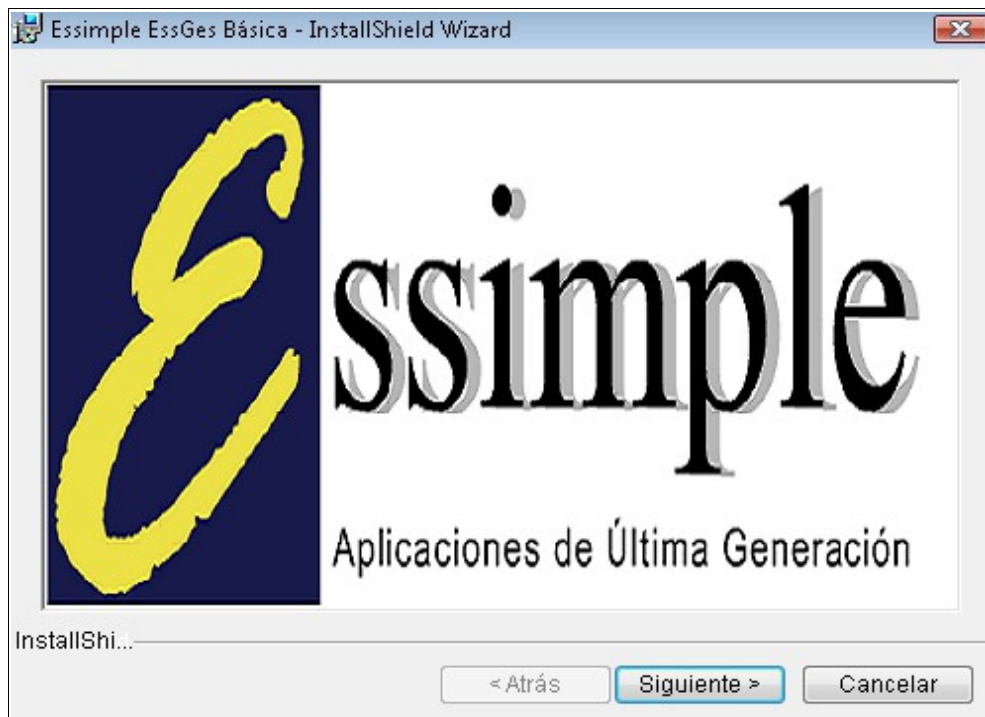 Essimple EssGes Básica - InstallShield Wizard
Essimple
Aplicaciones de Última Generación
InstallShi...
< Atrás
Siguiente >
Cancelar